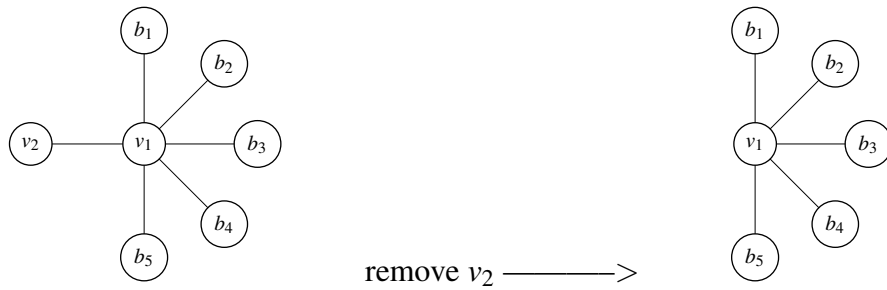 b₁
b₂
v₂ v₁ b₃
b₄
b₅
remove v₂ ————>
b₁
b₂
v₁ b₃
b₄
b₅